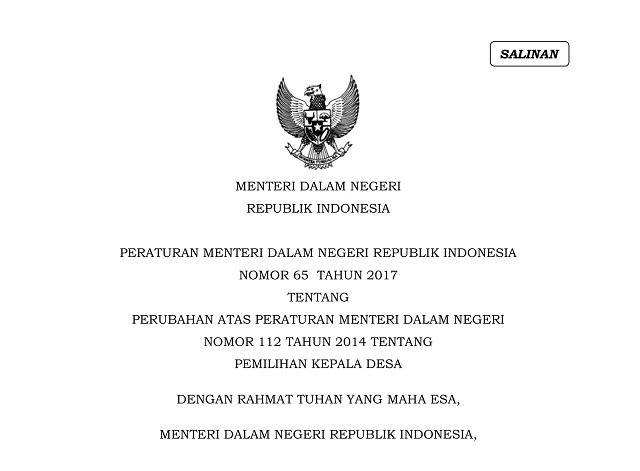 SALINAN
MENTERI DALAM NEGERI
REPUBLIK INDONESIA
PERATURAN MENTERI DALAM NEGERI REPUBLIK INDONESIA
NOMOR 65 TAHUN 2017
TENTANG
PERUBAHAN ATAS PERATURAN MENTERI DALAM NEGERI
NOMOR 112 TAHUN 2014 TENTANG
PEMILIHAN KEPALA DESA
DENGAN RAHMAT TUHAN YANG MAHA ESA,
MENTERI DALAM NEGERI REPUBLIK INDONESIA,